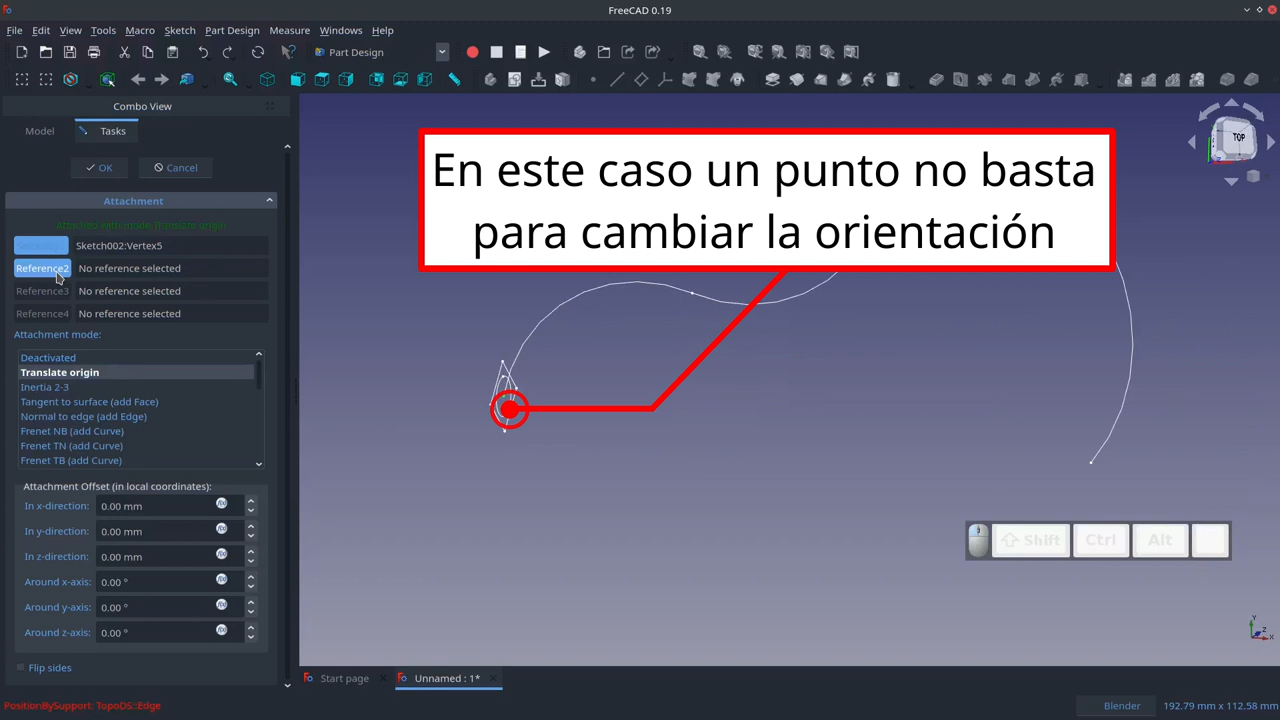 FreeCAD 0.19
File Edit View Tools Macro Sketch Part Design Measure Windows Help
Part Design
Combo View
Model Tasks
OK Cancel
Attachment
Attached with mode Translate origin
Sketch002:Vertex5
Reference2 No reference selected
Reference3 No reference selected
Reference4 No reference selected
Attachment mode:
Deactivated
Translate origin
Inertia 2-3
Tangent to surface (add Face)
Normal to edge (add Edge)
Frenet NB (add Curve)
Frenet TN (add Curve)
Frenet TB (add Curve)
Attachment Offset (in local coordinates):
In x-direction: 0.00 mm
In y-direction: 0.00 mm
In z-direction: 0.00 mm
Around x-axis: 0.00 °
Around y-axis: 0.00 °
Around z-axis: 0.00 °
Flip sides
En este caso un punto no basta
para cambiar la orientación
TOP
Shift Ctrl Alt
Y
Z
X
Start page Unnamed : 1*
PositionBySupport: TopoDS::Edge
Blender 192.79 mm x 112.58 mm